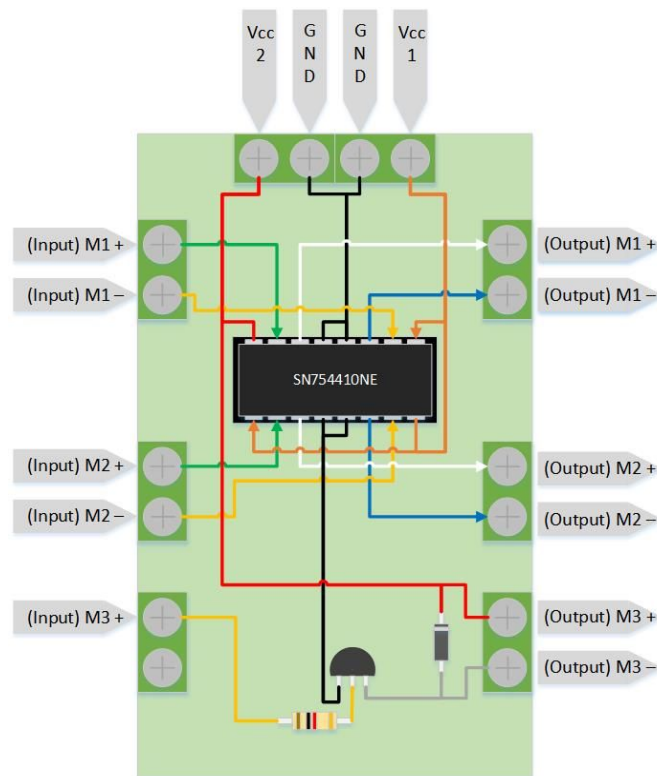 Vcc
2
G
N
D
G
N
D
Vcc
1
(Input) M1 +
(Output) M1 +
(Input) M1 –
(Output) M1 –
SN754410NE
(Input) M2 +
(Output) M2 +
(Input) M2 –
(Output) M2 –
(Input) M3 +
(Output) M3 +
(Output) M3 –